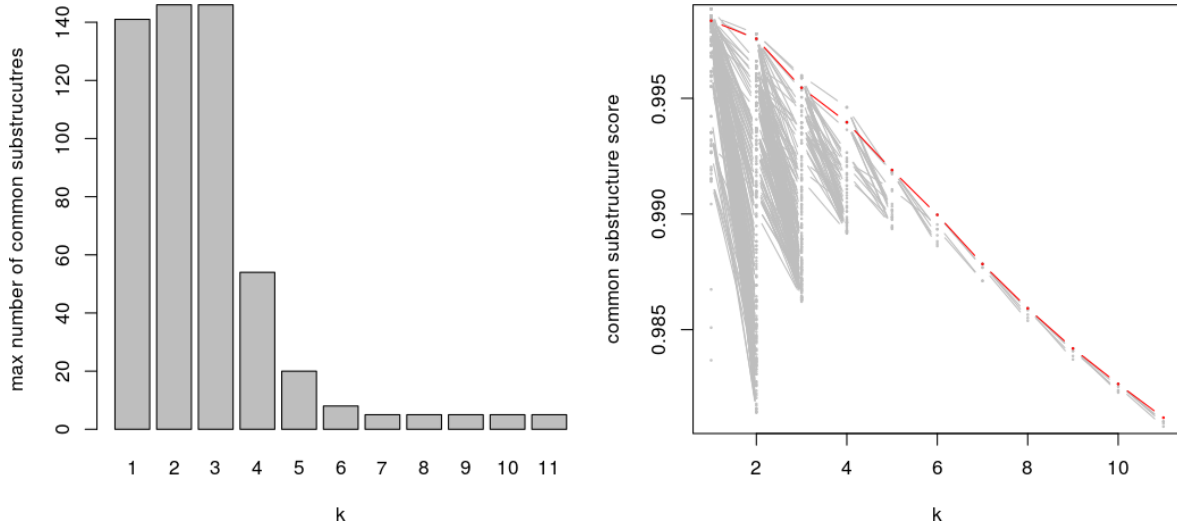 max number of common substrucutres
140
120
100
80
60
40
20
0
1 2 3 4 5 6 7 8 9 10 11
k
common substructure score
0.995
0.990
0.985
2 4 6 8 10
k